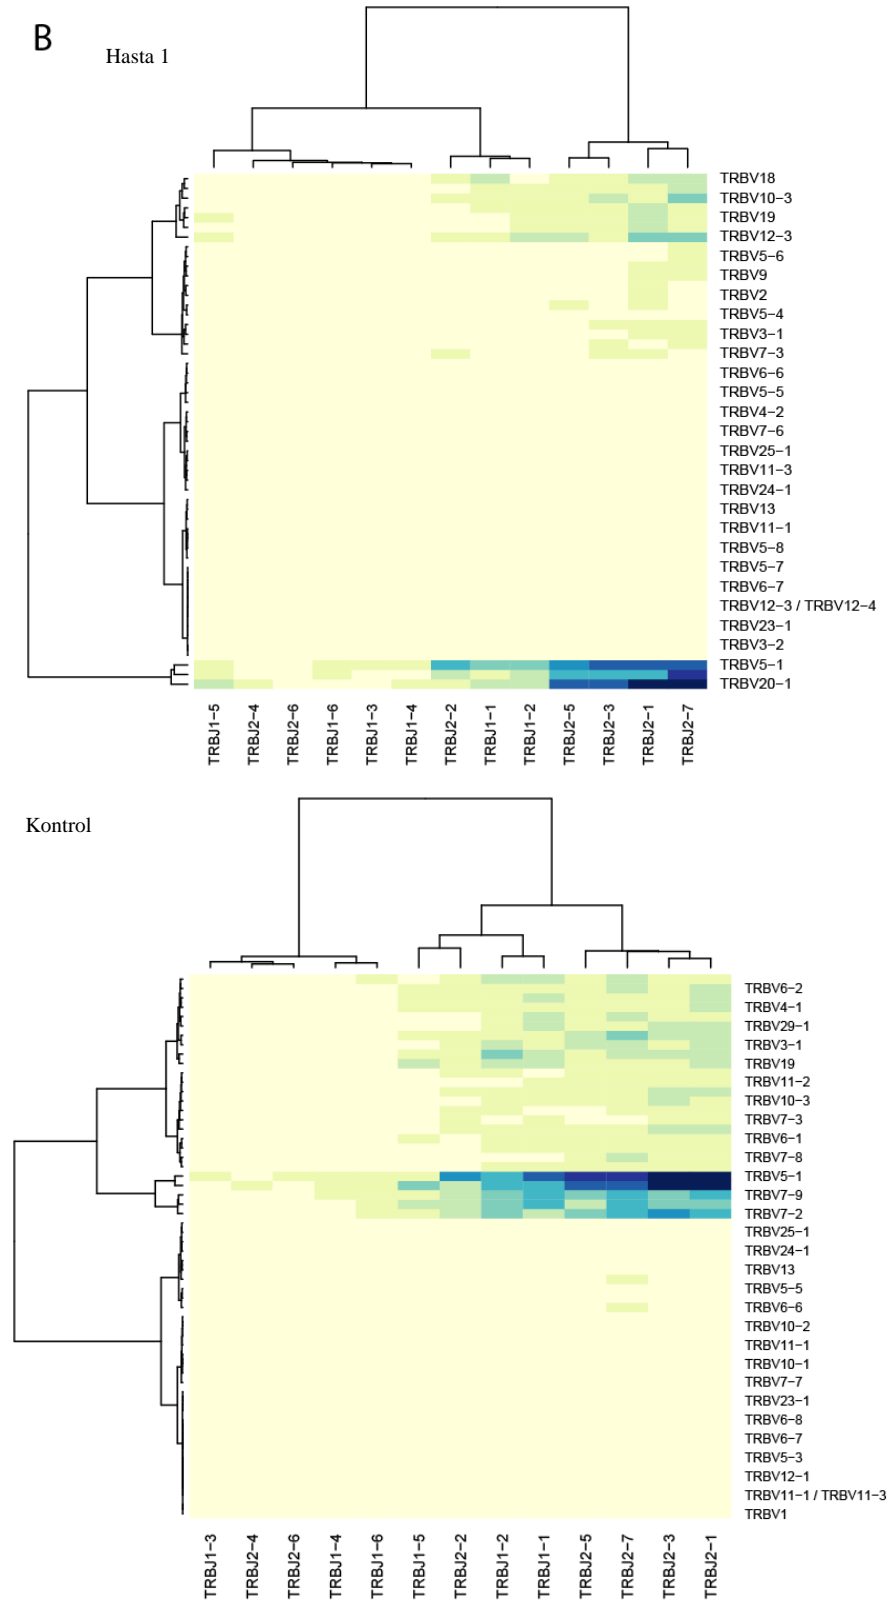 B
Hasta 1
TRBV18
TRBV10-3
TRBV19
TRBV12-3
TRBV5-6
TRBV9
TRBV2
TRBV5-4
TRBV3-1
TRBV7-3
TRBV6-6
TRBV5-5
TRBV4-2
TRBV7-6
TRBV25-1
TRBV11-3
TRBV24-1
TRBV13
TRBV11-1
TRBV5-8
TRBV5-7
TRBV6-7
TRBV12-3 / TRBV12-4
TRBV23-1
TRBV3-2
TRBV5-1
TRBV20-1
TRBJ1-5
TRBJ2-4
TRBJ2-6
TRBJ1-6
TRBJ1-3
TRBJ1-4
TRBJ2-2
TRBJ1-1
TRBJ1-2
TRBJ2-5
TRBJ2-3
TRBJ2-1
TRBJ2-7
Kontrol
TRBV6-2
TRBV4-1
TRBV29-1
TRBV3-1
TRBV19
TRBV11-2
TRBV10-3
TRBV7-3
TRBV6-1
TRBV7-8
TRBV5-1
TRBV7-9
TRBV7-2
TRBV25-1
TRBV24-1
TRBV13
TRBV5-5
TRBV6-6
TRBV10-2
TRBV11-1
TRBV10-1
TRBV7-7
TRBV23-1
TRBV6-8
TRBV6-7
TRBV5-3
TRBV12-1
TRBV11-1 / TRBV11-3
TRBV1
TRBJ1-3
TRBJ2-4
TRBJ2-6
TRBJ1-4
TRBJ1-6
TRBJ1-5
TRBJ2-2
TRBJ1-2
TRBJ1-1
TRBJ2-5
TRBJ2-7
TRBJ2-3
TRBJ2-1